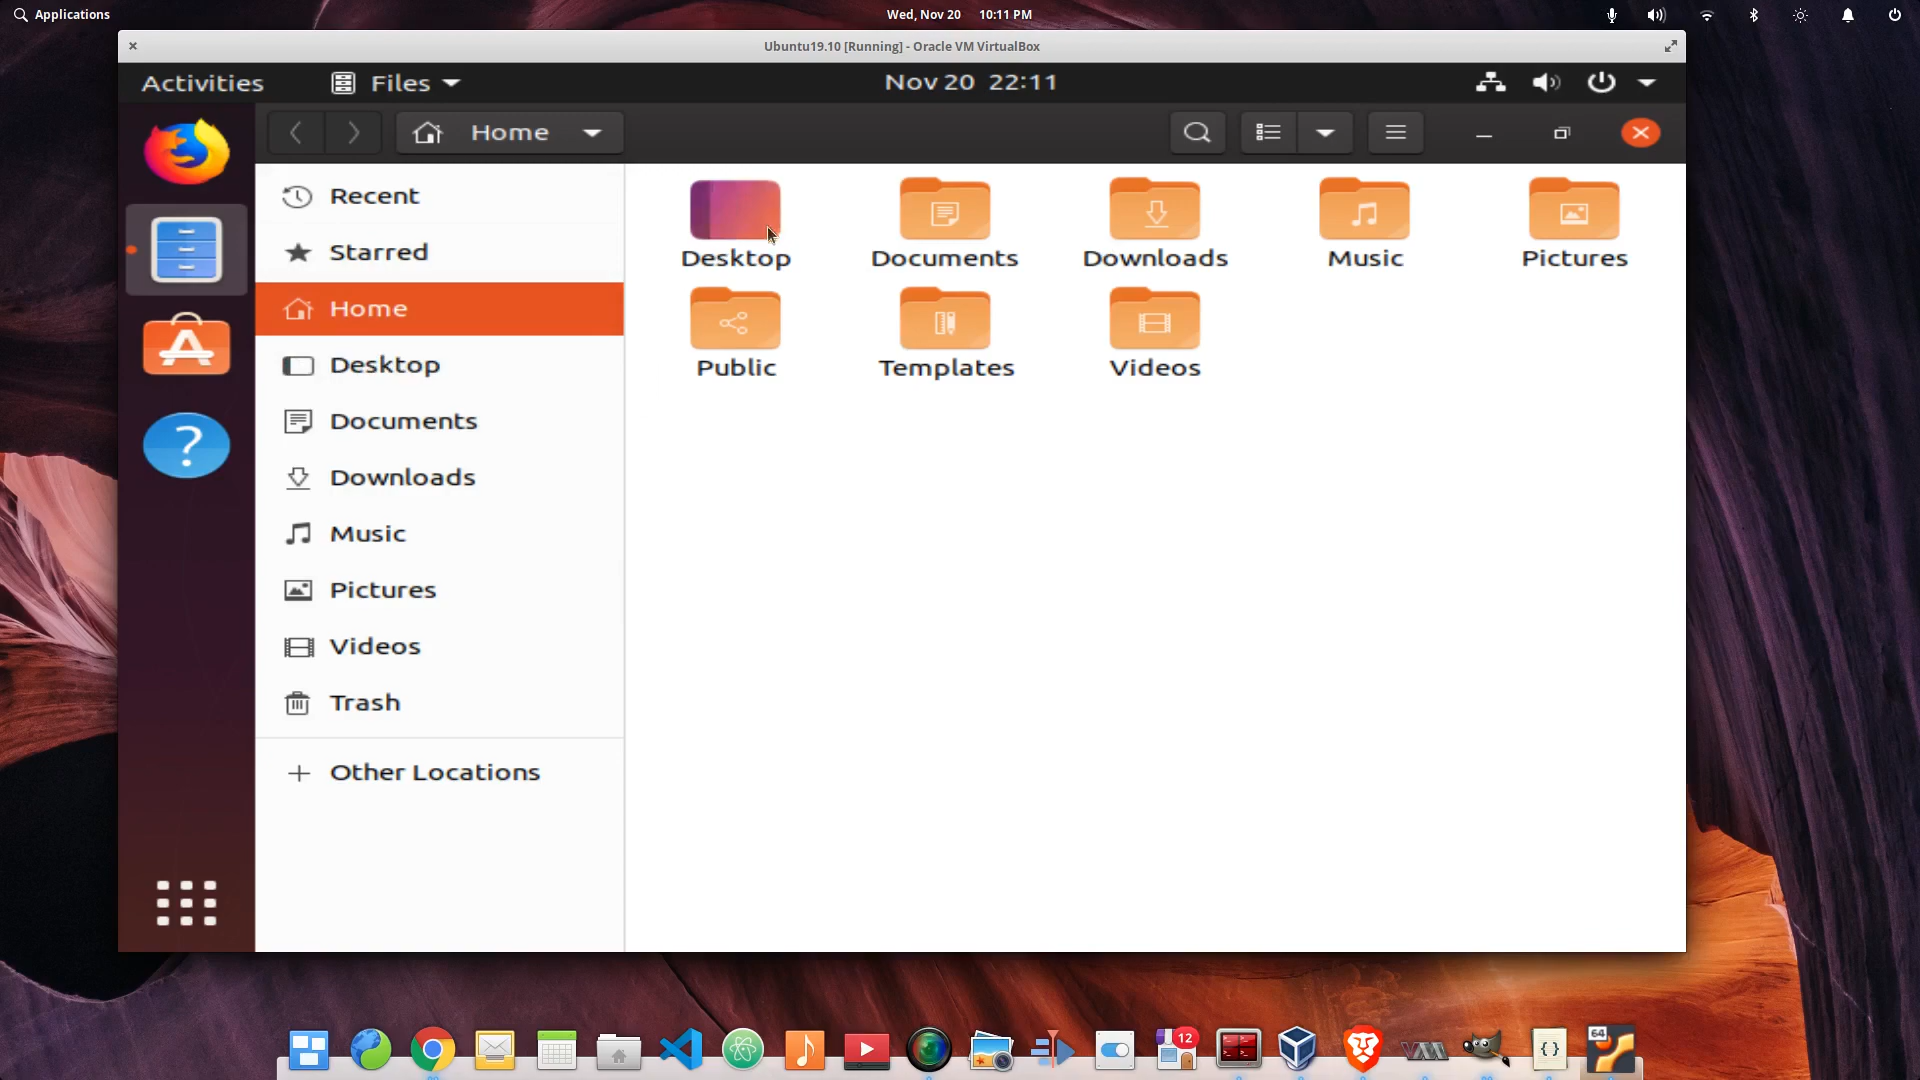 Applications
Wed, Nov 20 10:11 PM
Ubuntu19.10 [Running] - Oracle VM VirtualBox
Activities Files Nov 20 22:11
Home
Recent
Starred
Home
Desktop
Documents
Downloads
Music
Pictures
Videos
Trash
Other Locations
Desktop Documents Downloads Music Pictures
Public Templates Videos
12
64